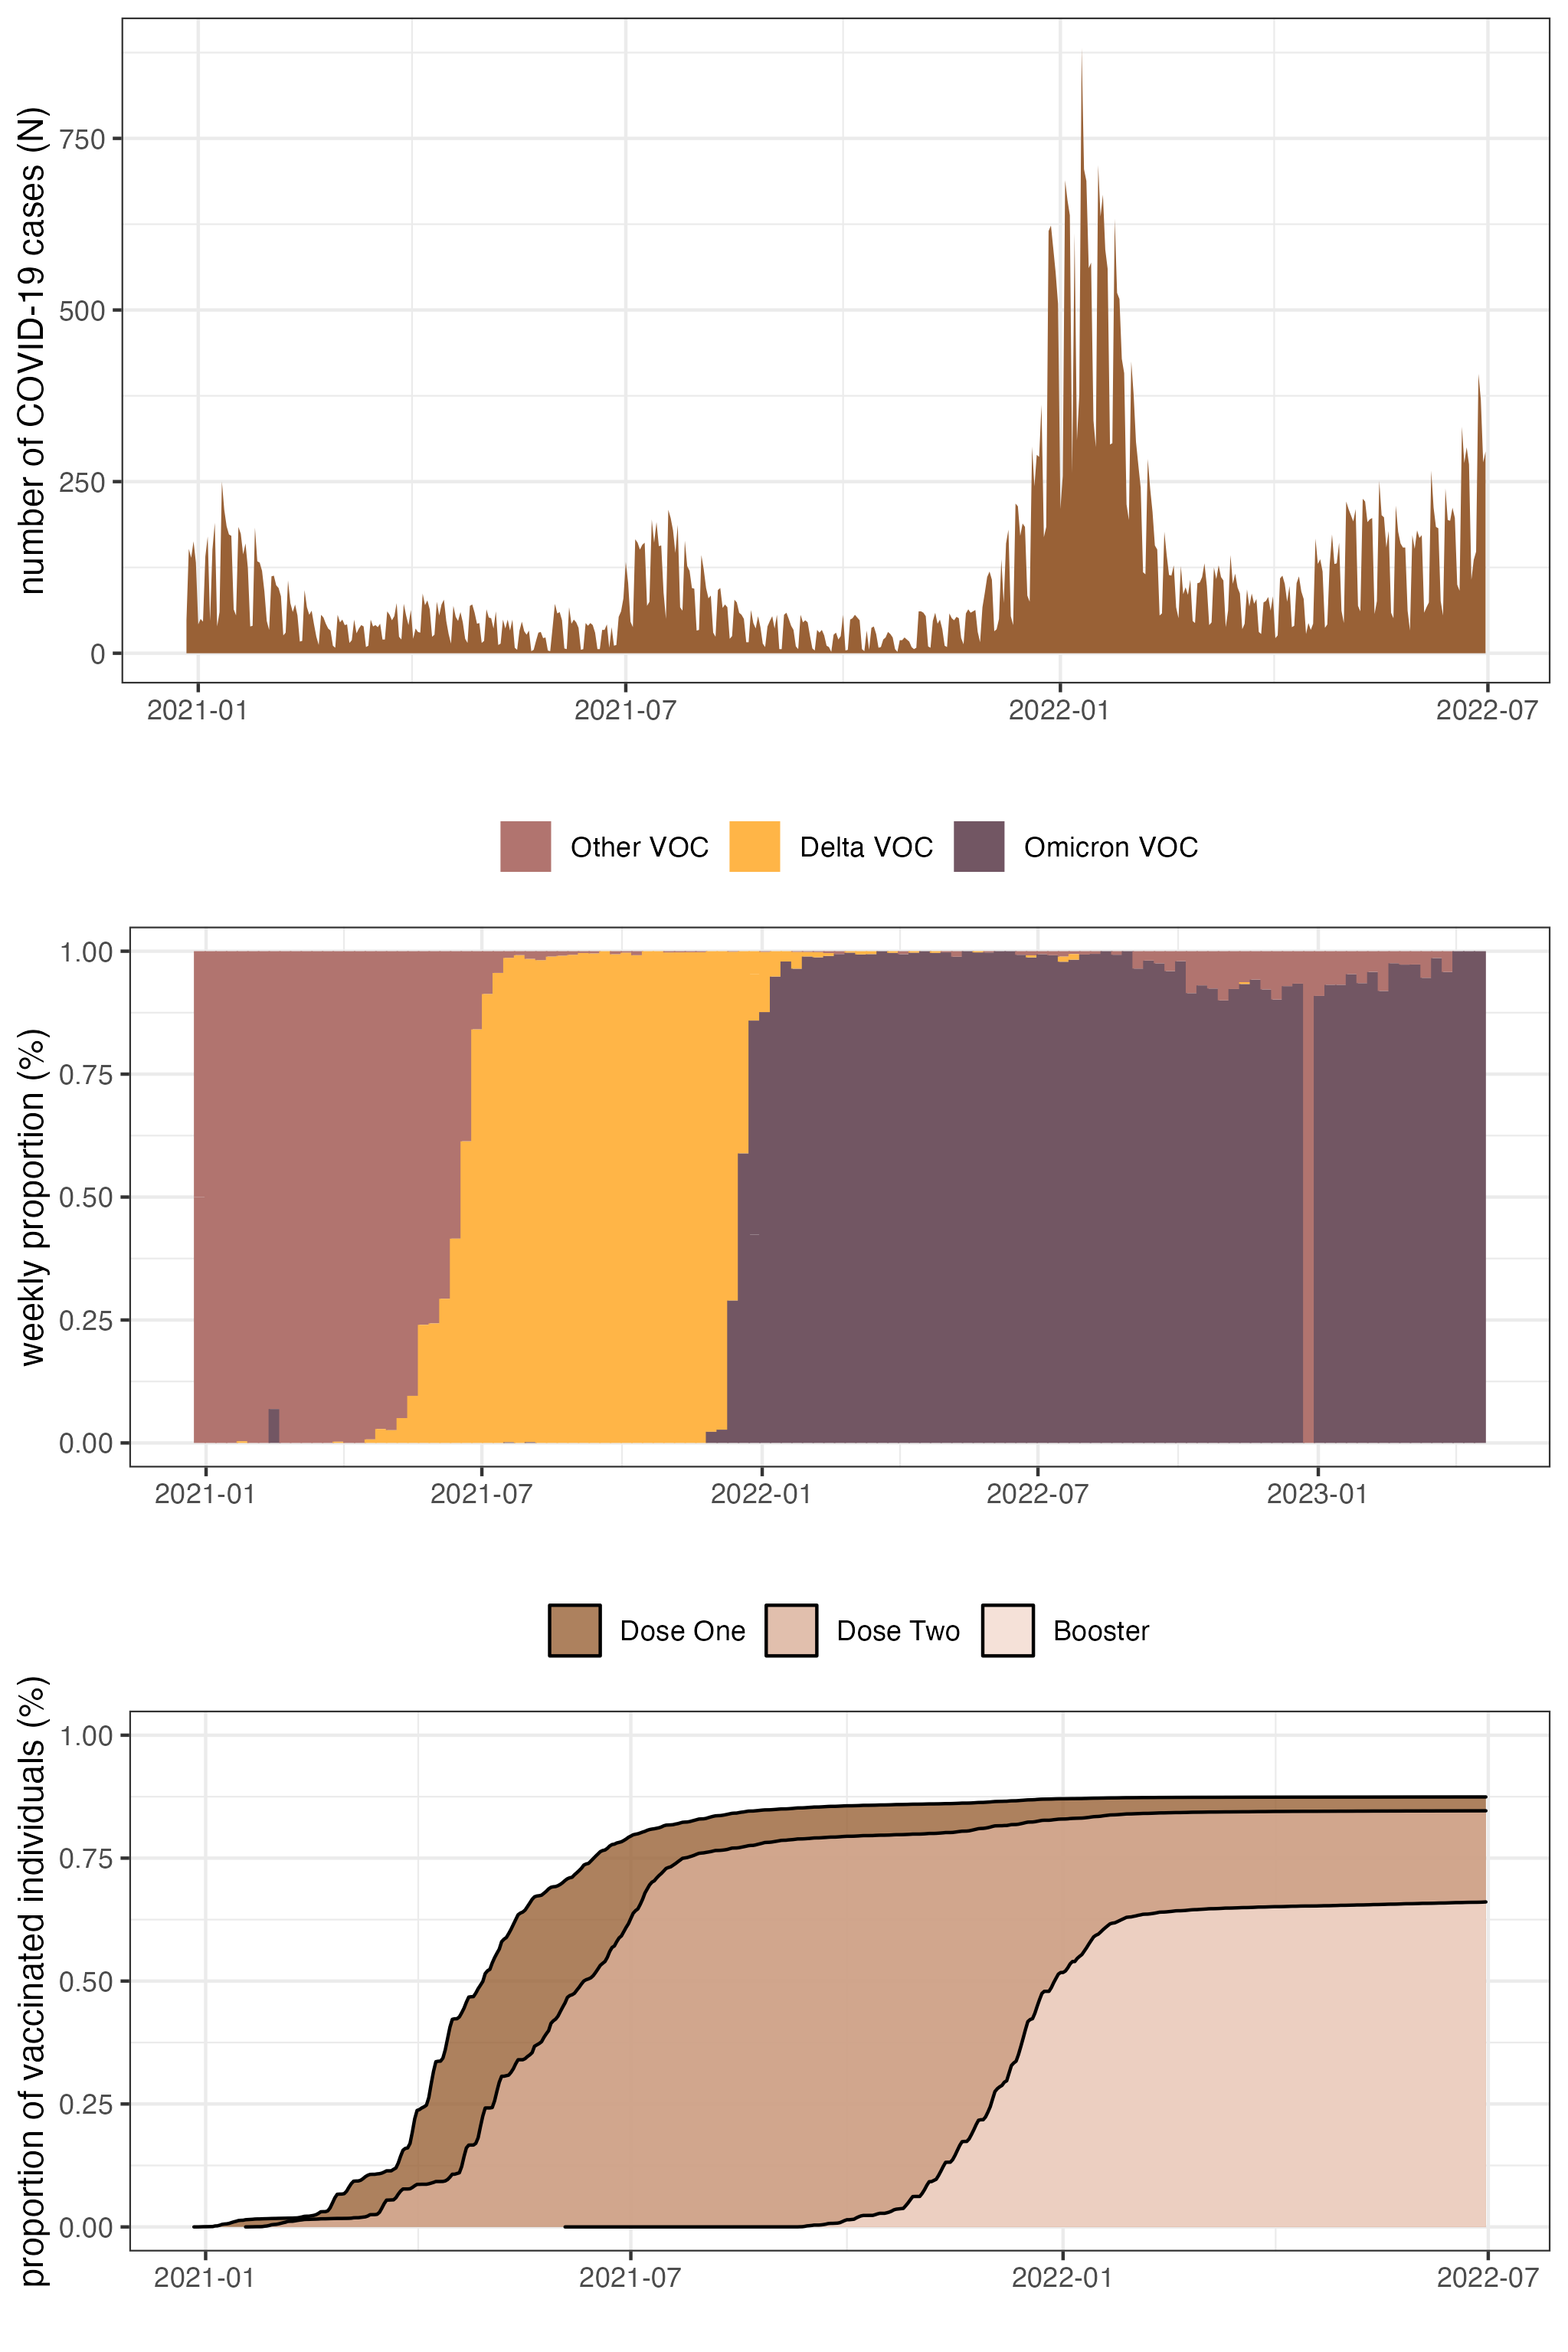 number of COVID-19 cases (N)
750
500
250
0
2021-01 2021-07 2022-01 2022-07
Other VOC Delta VOC Omicron VOC
weekly proportion (%)
1.00
0.75
0.50
0.25
0.00
2021-01 2021-07 2022-01 2022-07 2023-01
Dose One Dose Two Booster
proportion of vaccinated individuals (%)
1.00
0.75
0.50
0.25
0.00
2021-01 2021-07 2022-01 2022-07